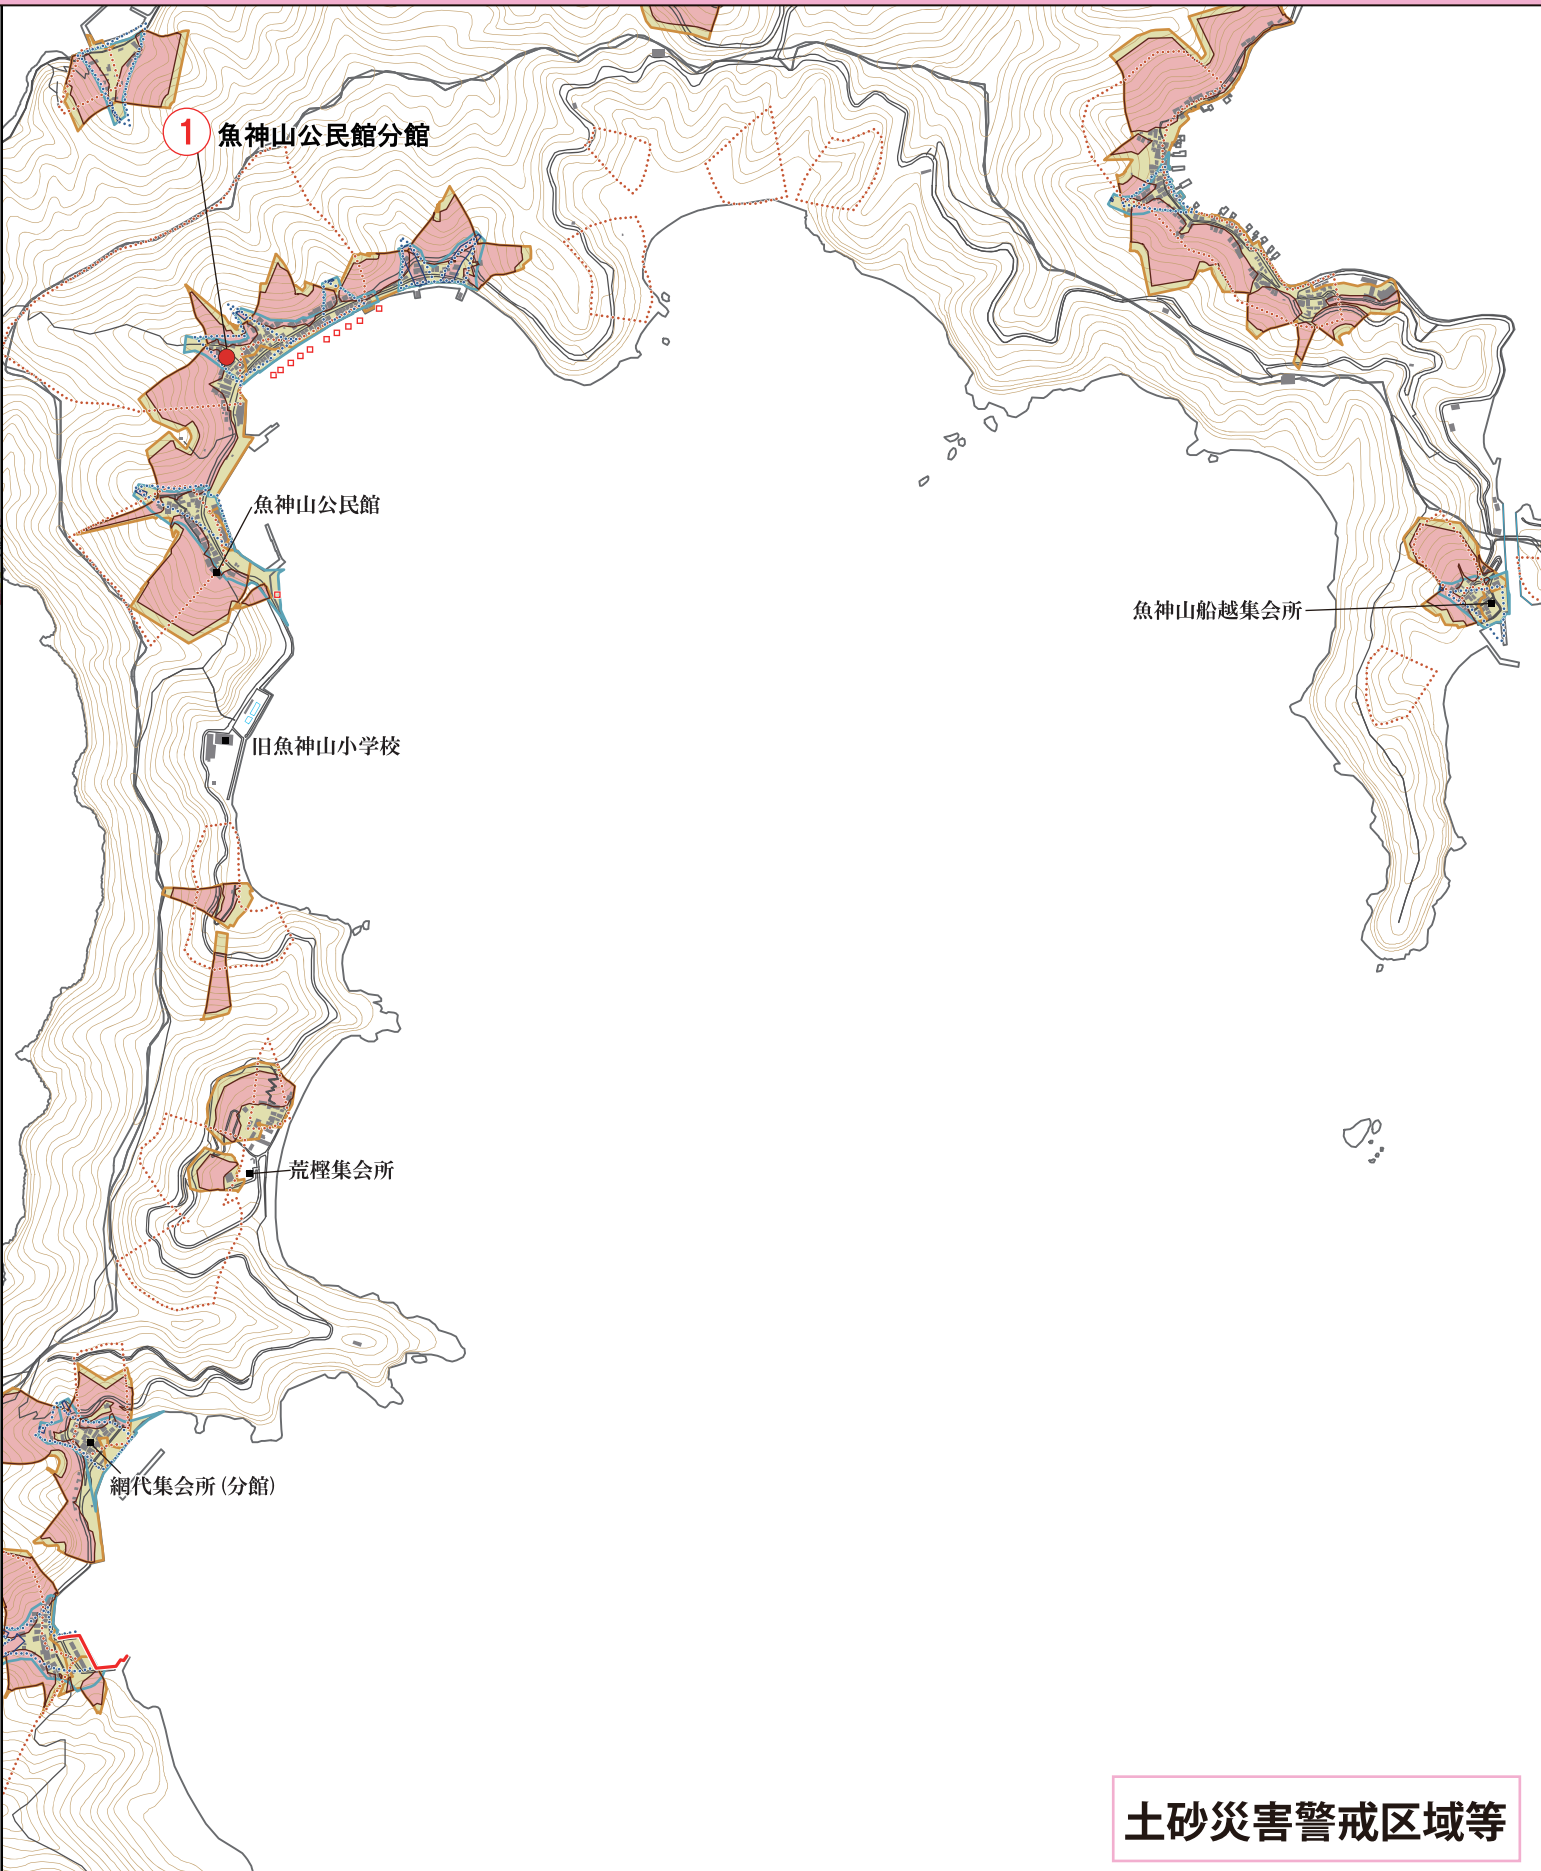 1 魚神山公民館分館
魚神山公民館
魚神山船越集会所
旧魚神山小学校
荒樫集会所
網代集会所(分館)
土砂災害警戒区域等